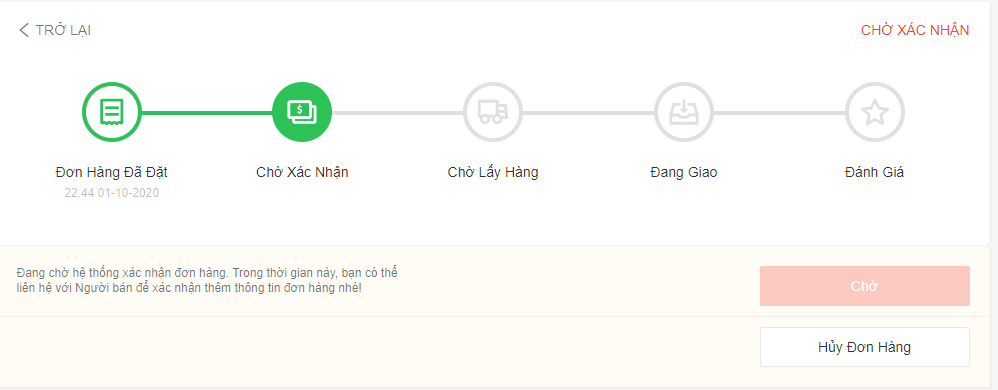 TRỞ LẠI
CHỜ XÁC NHẬN
$
Đơn Hàng Đã Đặt
22:44 01-10-2020
Chờ Xác Nhận
Chờ Lấy Hàng
Đang Giao
Đánh Giá
Đang chờ hệ thống xác nhận đơn hàng. Trong thời gian này, bạn có thể
liên hệ với Người bán để xác nhận thêm thông tin đơn hàng nhé!
Chờ
Hủy Đơn Hàng